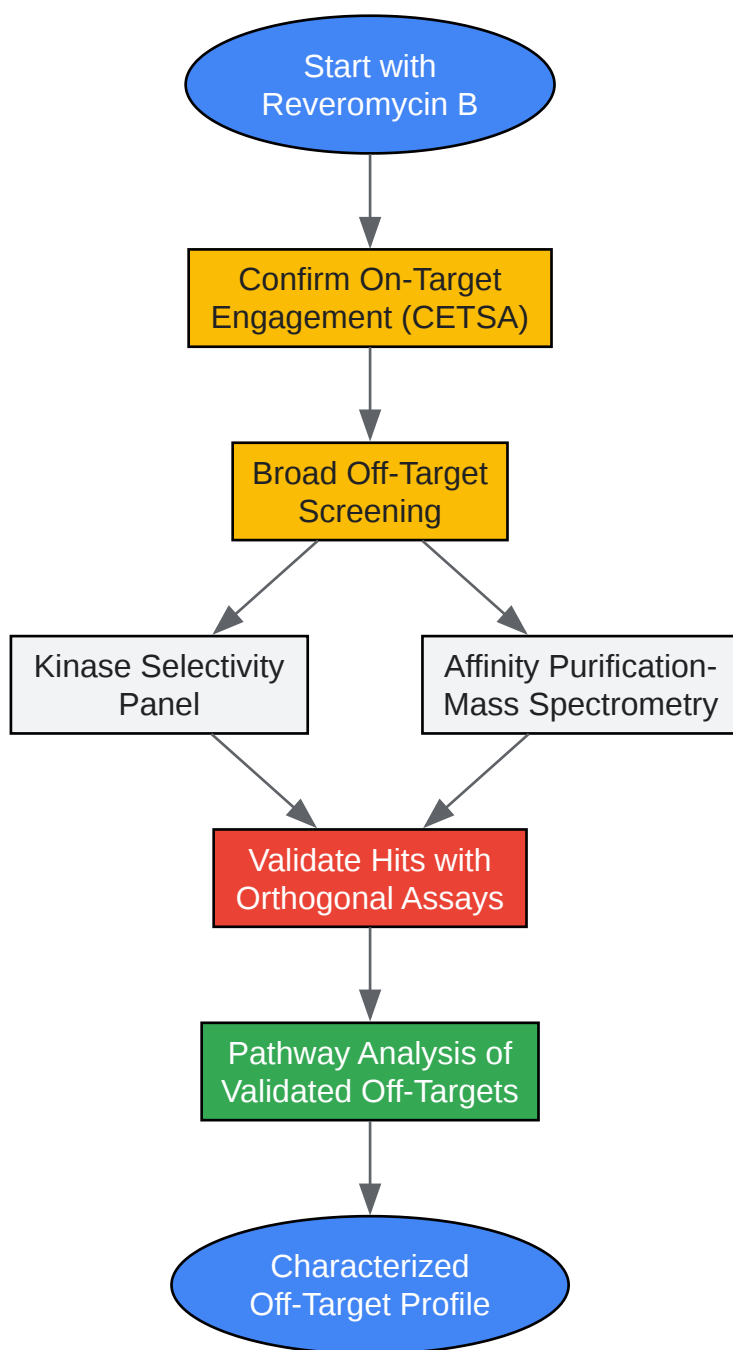 Start with
Reveromycin B
Confirm On-Target
Engagement (CETSA)
Broad Off-Target
Screening
Kinase Selectivity
Panel
Affinity Purification-
Mass Spectrometry
Validate Hits with
Orthogonal Assays
Pathway Analysis of
Validated Off-Targets
Characterized
Off-Target Profile